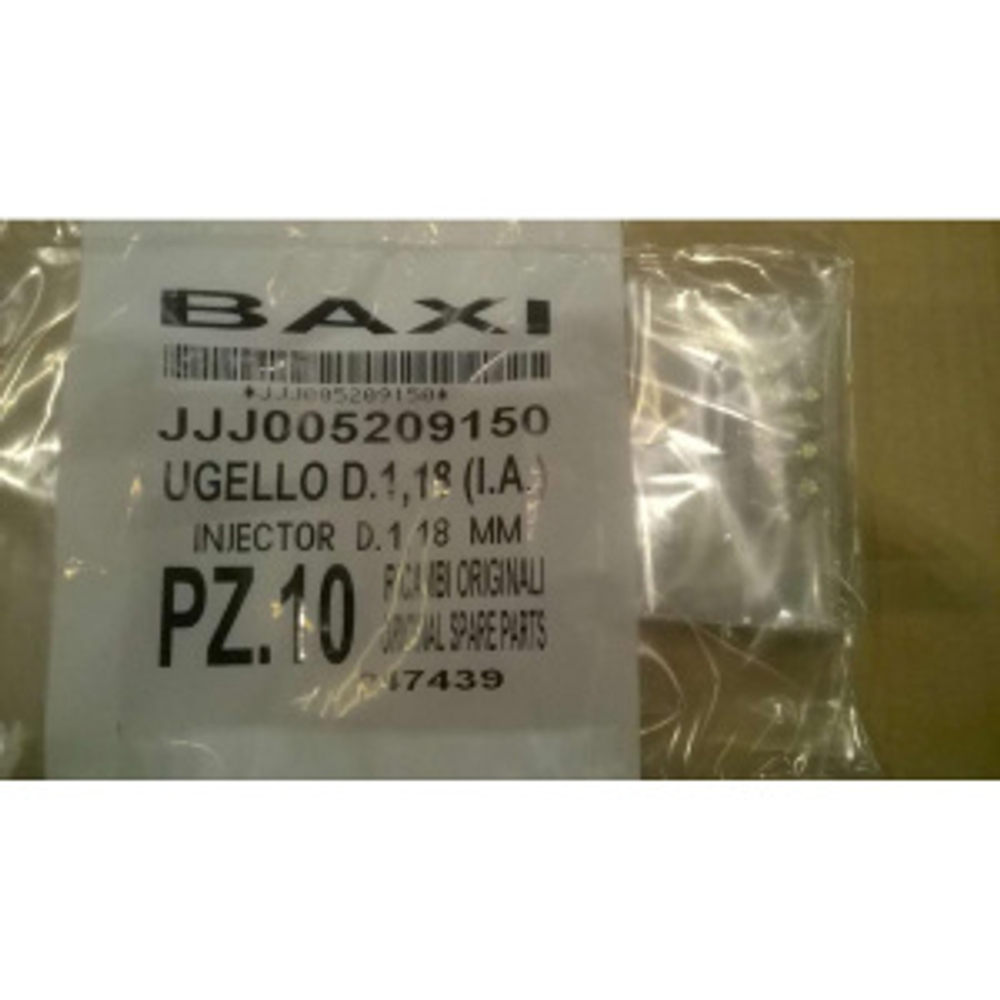 BAXI
*JJJ005209150*
JJJ005209150
UGELLO D.1,18 (I.A.)
INJECTOR D.1,18 MM
PZ.10
RICAMBI ORIGINALI
ORIGINAL SPARE PARTS